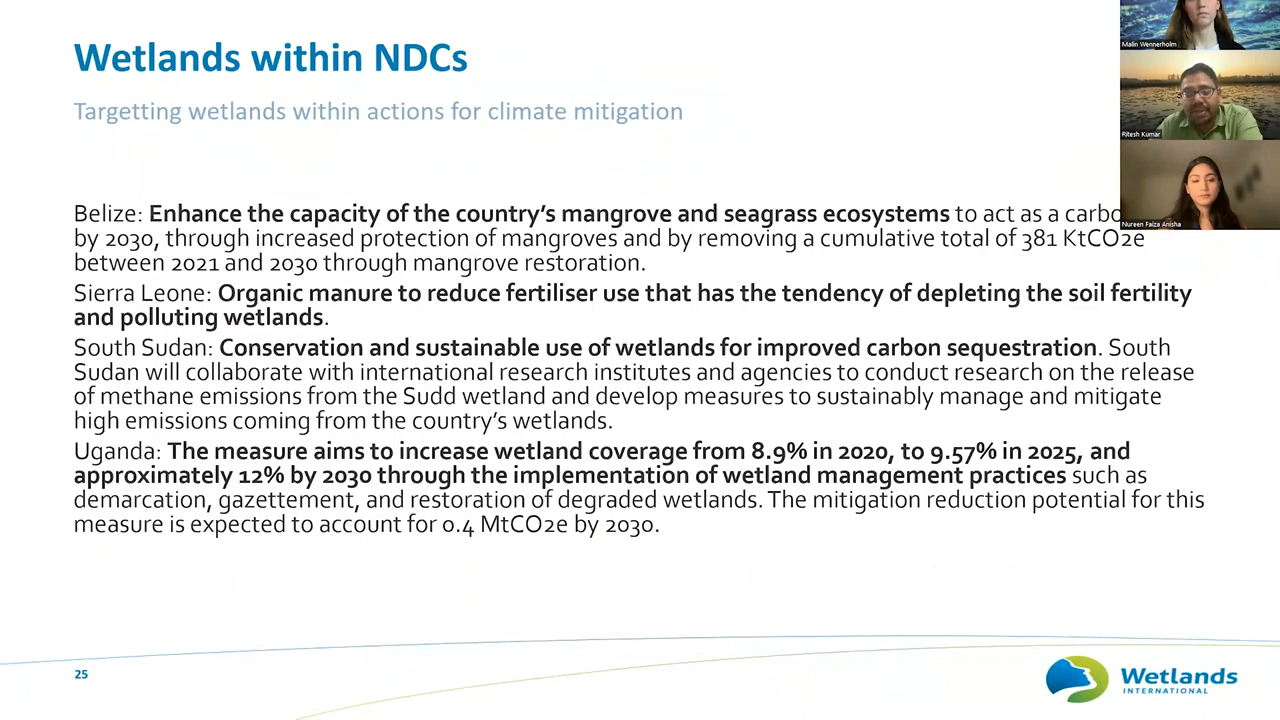 Wetlands within NDCs
Targetting wetlands within actions for climate mitigation
Malin Wennerholm
Ritesh Kumar
Nureen Faiza Anisha
Belize: Enhance the capacity of the country's mangrove and seagrass ecosystems to act as a
by 2030, through increased protection of mangroves and by removing a cumulative total of 381 KtCO2e
between 2021 and 2030 through mangrove restoration.
Sierra Leone: Organic manure to reduce fertiliser use that has the tendency of depleting the soil fertility
and polluting wetlands.
South Sudan: Conservation and sustainable use of wetlands for improved carbon sequestration. South
Sudan will collaborate with international research institutes and agencies to conduct research on the release
of methane emissions from the Sudd wetland and develop measures to sustainably manage and mitigate
high emissions coming from the country's wetlands.
Uganda: The measure aims to increase wetland coverage from 8.9% in 2020, to 9.57% in 2025, and
approximately 12% by 2030 through the implementation of wetland management practices such as
demarcation, gazettement, and restoration of degraded wetlands. The mitigation reduction potential for this
measure is expected to account for 0.4 MtCO2e by 2030.
25
Wetlands
INTERNATIONAL